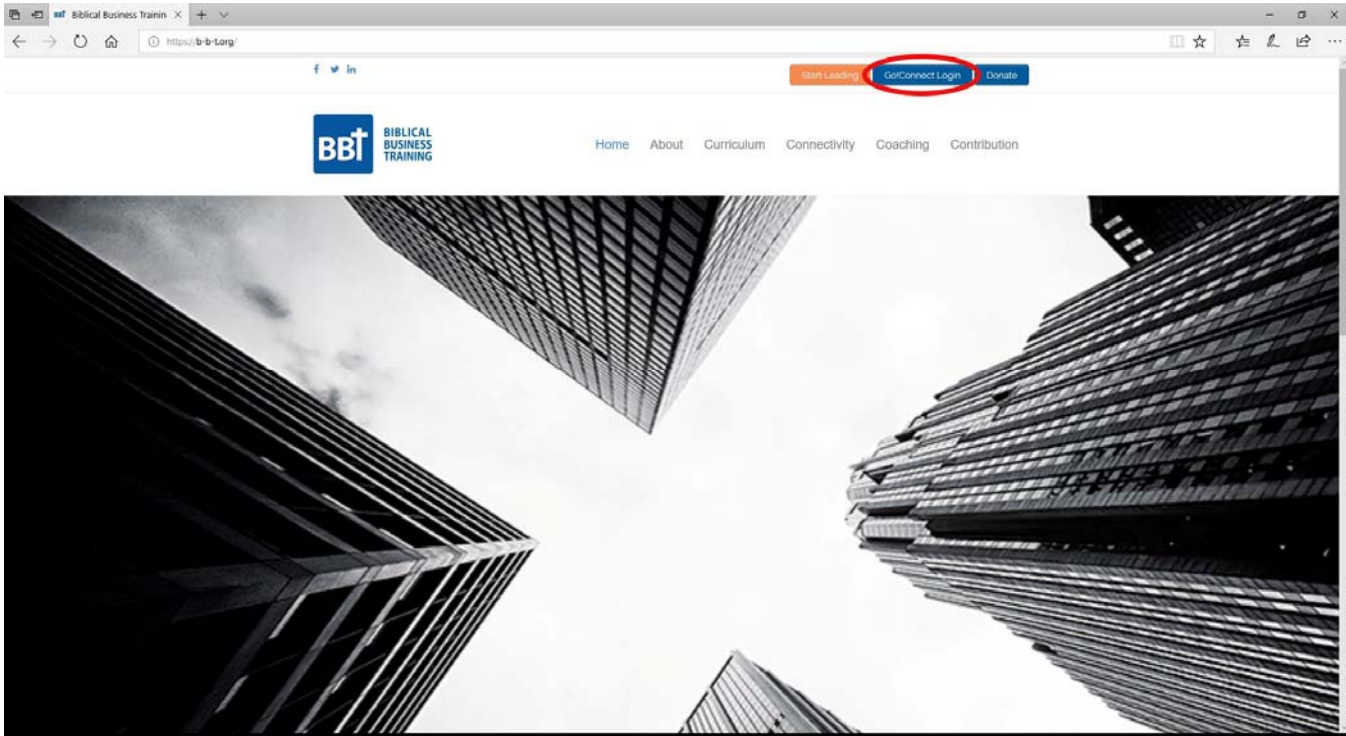 BBT Biblical Business Trainin
https://b-b-t.org/
f in
Start Leading Go!Connect Login Donate
BBT BIBLICAL BUSINESS TRAINING
Home About Curriculum Connectivity Coaching Contribution